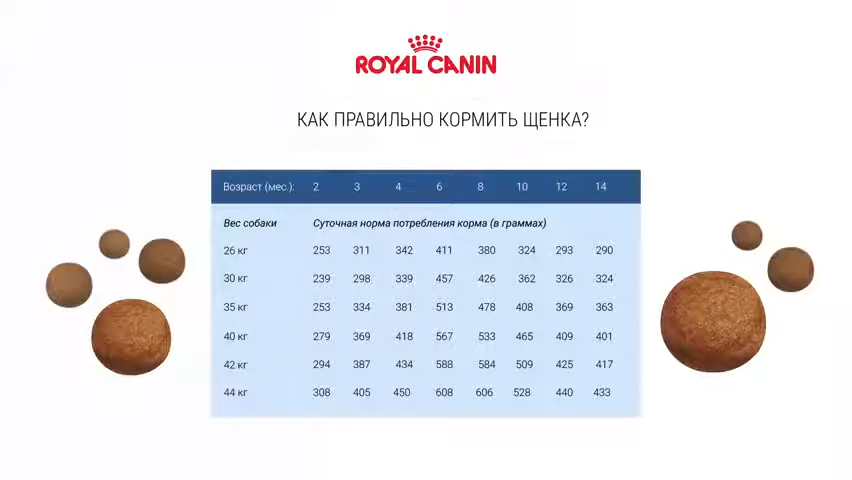 ROYAL CANIN
КАК ПРАВИЛЬНО КОРМИТЬ ЩЕНКА?
Возраст (мес.): 2 3 4 6 8 10 12 14
Вес собаки Суточная норма потребления корма (в граммах)
26 кг 253 311 342 411 380 324 293 290
30 кг 239 298 339 457 426 362 326 324
35 кг 253 334 381 513 478 408 369 363
40 кг 279 369 418 567 533 465 409 401
42 кг 294 387 434 588 584 509 425 417
44 кг 308 405 450 608 606 528 440 433